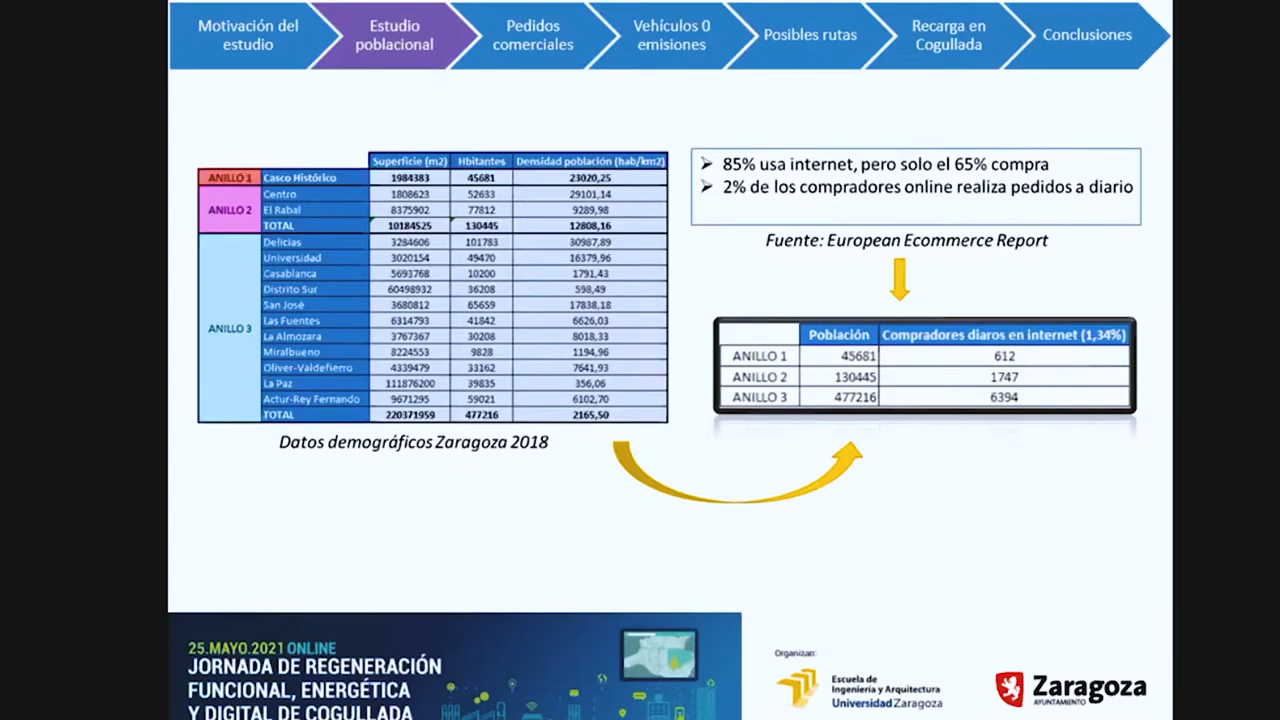 Motivación del estudio
Estudio poblacional
Pedidos comerciales
Vehículos 0 emisiones
Posibles rutas
Recarga en Cogullada
Conclusiones
Superficie (m2) Hbitantes Densidad población (hab/km2)
ANILLO 1 Casco Histórico 1984383 45681 23020,25
ANILLO 2
Centro 1808623 52633 29101,14
El Rabal 8375902 77812 9289,98
TOTAL 10184525 130445 12808,16
ANILLO 3
Delicias 3284606 101783 30987,89
Universidad 3020154 49470 16379,96
Casablanca 5693768 10200 1791,43
Distrito Sur 60498932 36208 598,49
San José 3680812 65659 17838,18
Las Fuentes 6314793 41842 6626,03
La Almozara 3767367 30208 8018,33
Miralbueno 8224553 9828 1194,96
Oliver-Valdefierro 4339479 33162 7641,93
La Paz 111876200 39835 356,06
Actur-Rey Fernando 9671295 59021 6102,70
TOTAL 220371959 477216 2165,50
Datos demográficos Zaragoza 2018
➢ 85% usa internet, pero solo el 65% compra
➢ 2% de los compradores online realiza pedidos a diario
Fuente: European Ecommerce Report
Población Compradores diaros en internet (1,34%)
ANILLO 1 45681 612
ANILLO 2 130445 1747
ANILLO 3 477216 6394
25.MAYO.2021 ONLINE
JORNADA DE REGENERACIÓN
FUNCIONAL, ENERGÉTICA
Y DIGITAL DE COGULLADA
Organizan:
Escuela de
Ingeniería y Arquitectura
Universidad Zaragoza
Zaragoza
AYUNTAMIENTO